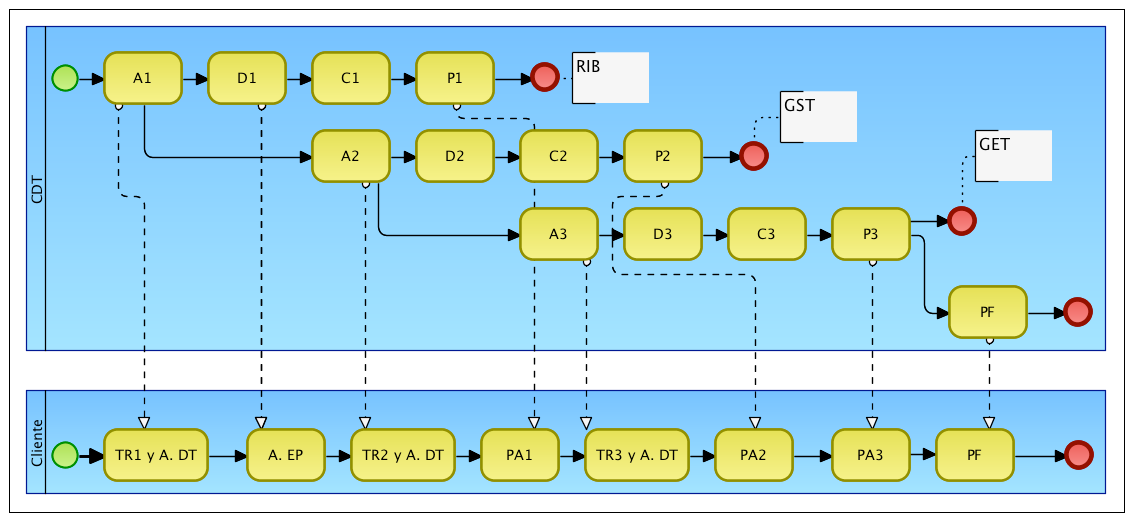 CDT
A1
D1
C1
P1
RIB
GST
A2
D2
C2
P2
GET
A3
D3
C3
P3
PF
Cliente
TR1 y A. DT
A. EP
TR2 y A. DT
PA1
TR3 y A. DT
PA2
PA3
PF